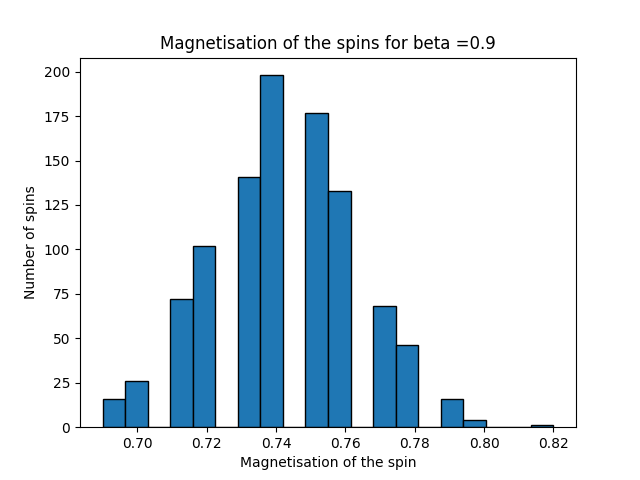 Magnetisation of the spins for beta =0.9
200
175
150
125
100
75
50
25
0
Number of spins
0.70 0.72 0.74 0.76 0.78 0.80 0.82
Magnetisation of the spin